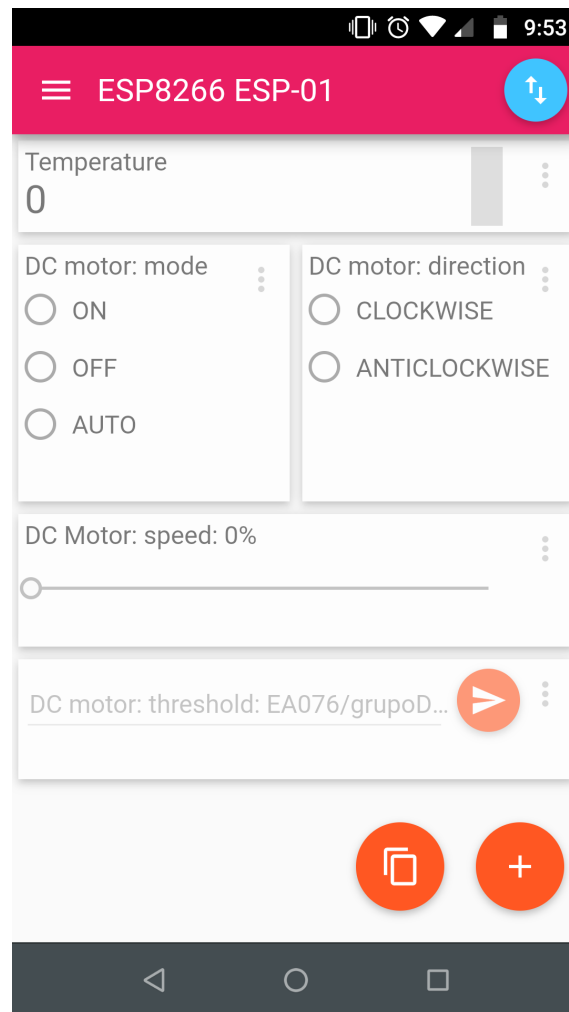 9:53
ESP8266 ESP-01
Temperature
0
DC motor: mode
ON
OFF
AUTO
DC motor: direction
CLOCKWISE
ANTICLOCKWISE
DC Motor: speed: 0%
DC motor: threshold: EA076/grupoD...